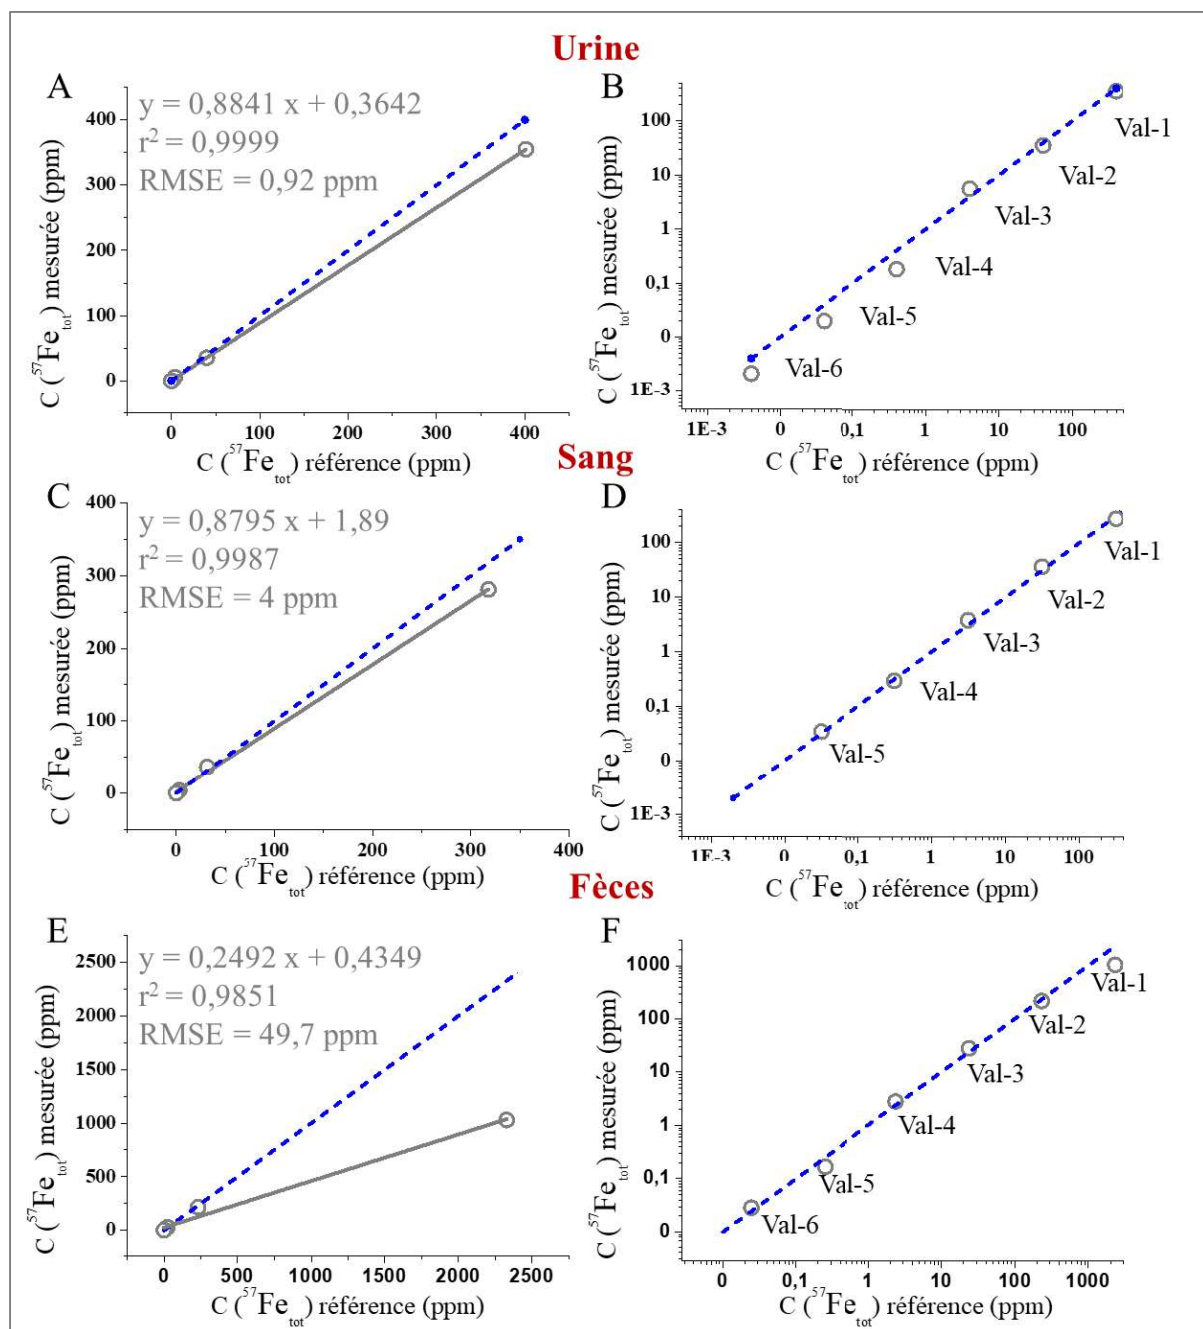 Urine
A
y = 0,8841 x + 0,3642
r² = 0,9999
RMSE = 0,92 ppm
C (⁵⁷Fe_tot) mesurée (ppm)
400
300
200
100
0
0 100 200 300 400
C (⁵⁷Fe_tot) référence (ppm)
B
C (⁵⁷Fe_tot) mesurée (ppm)
100
10
1
0,1
0
1E-3
Val-1
Val-2
Val-3
Val-4
Val-5
Val-6
1E-3 0 0,1 1 10 100
C (⁵⁷Fe_tot) référence (ppm)
Sang
C
y = 0,8795 x + 1,89
r² = 0,9987
RMSE = 4 ppm
C (⁵⁷Fe_tot) mesurée (ppm)
400
300
200
100
0
0 100 200 300 400
C (⁵⁷Fe_tot) référence (ppm)
D
C (⁵⁷Fe_tot) mesurée (ppm)
100
10
1
0,1
0
1E-3
Val-1
Val-2
Val-3
Val-4
Val-5
1E-3 0 0,1 1 10 100
C (⁵⁷Fe_tot) référence (ppm)
Fèces
E
y = 0,2492 x + 0,4349
r² = 0,9851
RMSE = 49,7 ppm
C (⁵⁷Fe_tot) mesurée (ppm)
2500
2000
1500
1000
500
0
0 500 1000 1500 2000 2500
C (⁵⁷Fe_tot) référence (ppm)
F
C (⁵⁷Fe_tot) mesurée (ppm)
1000
100
10
1
0,1
0
Val-1
Val-2
Val-3
Val-4
Val-5
Val-6
0 0,1 1 10 100 1000
C (⁵⁷Fe_tot) référence (ppm)